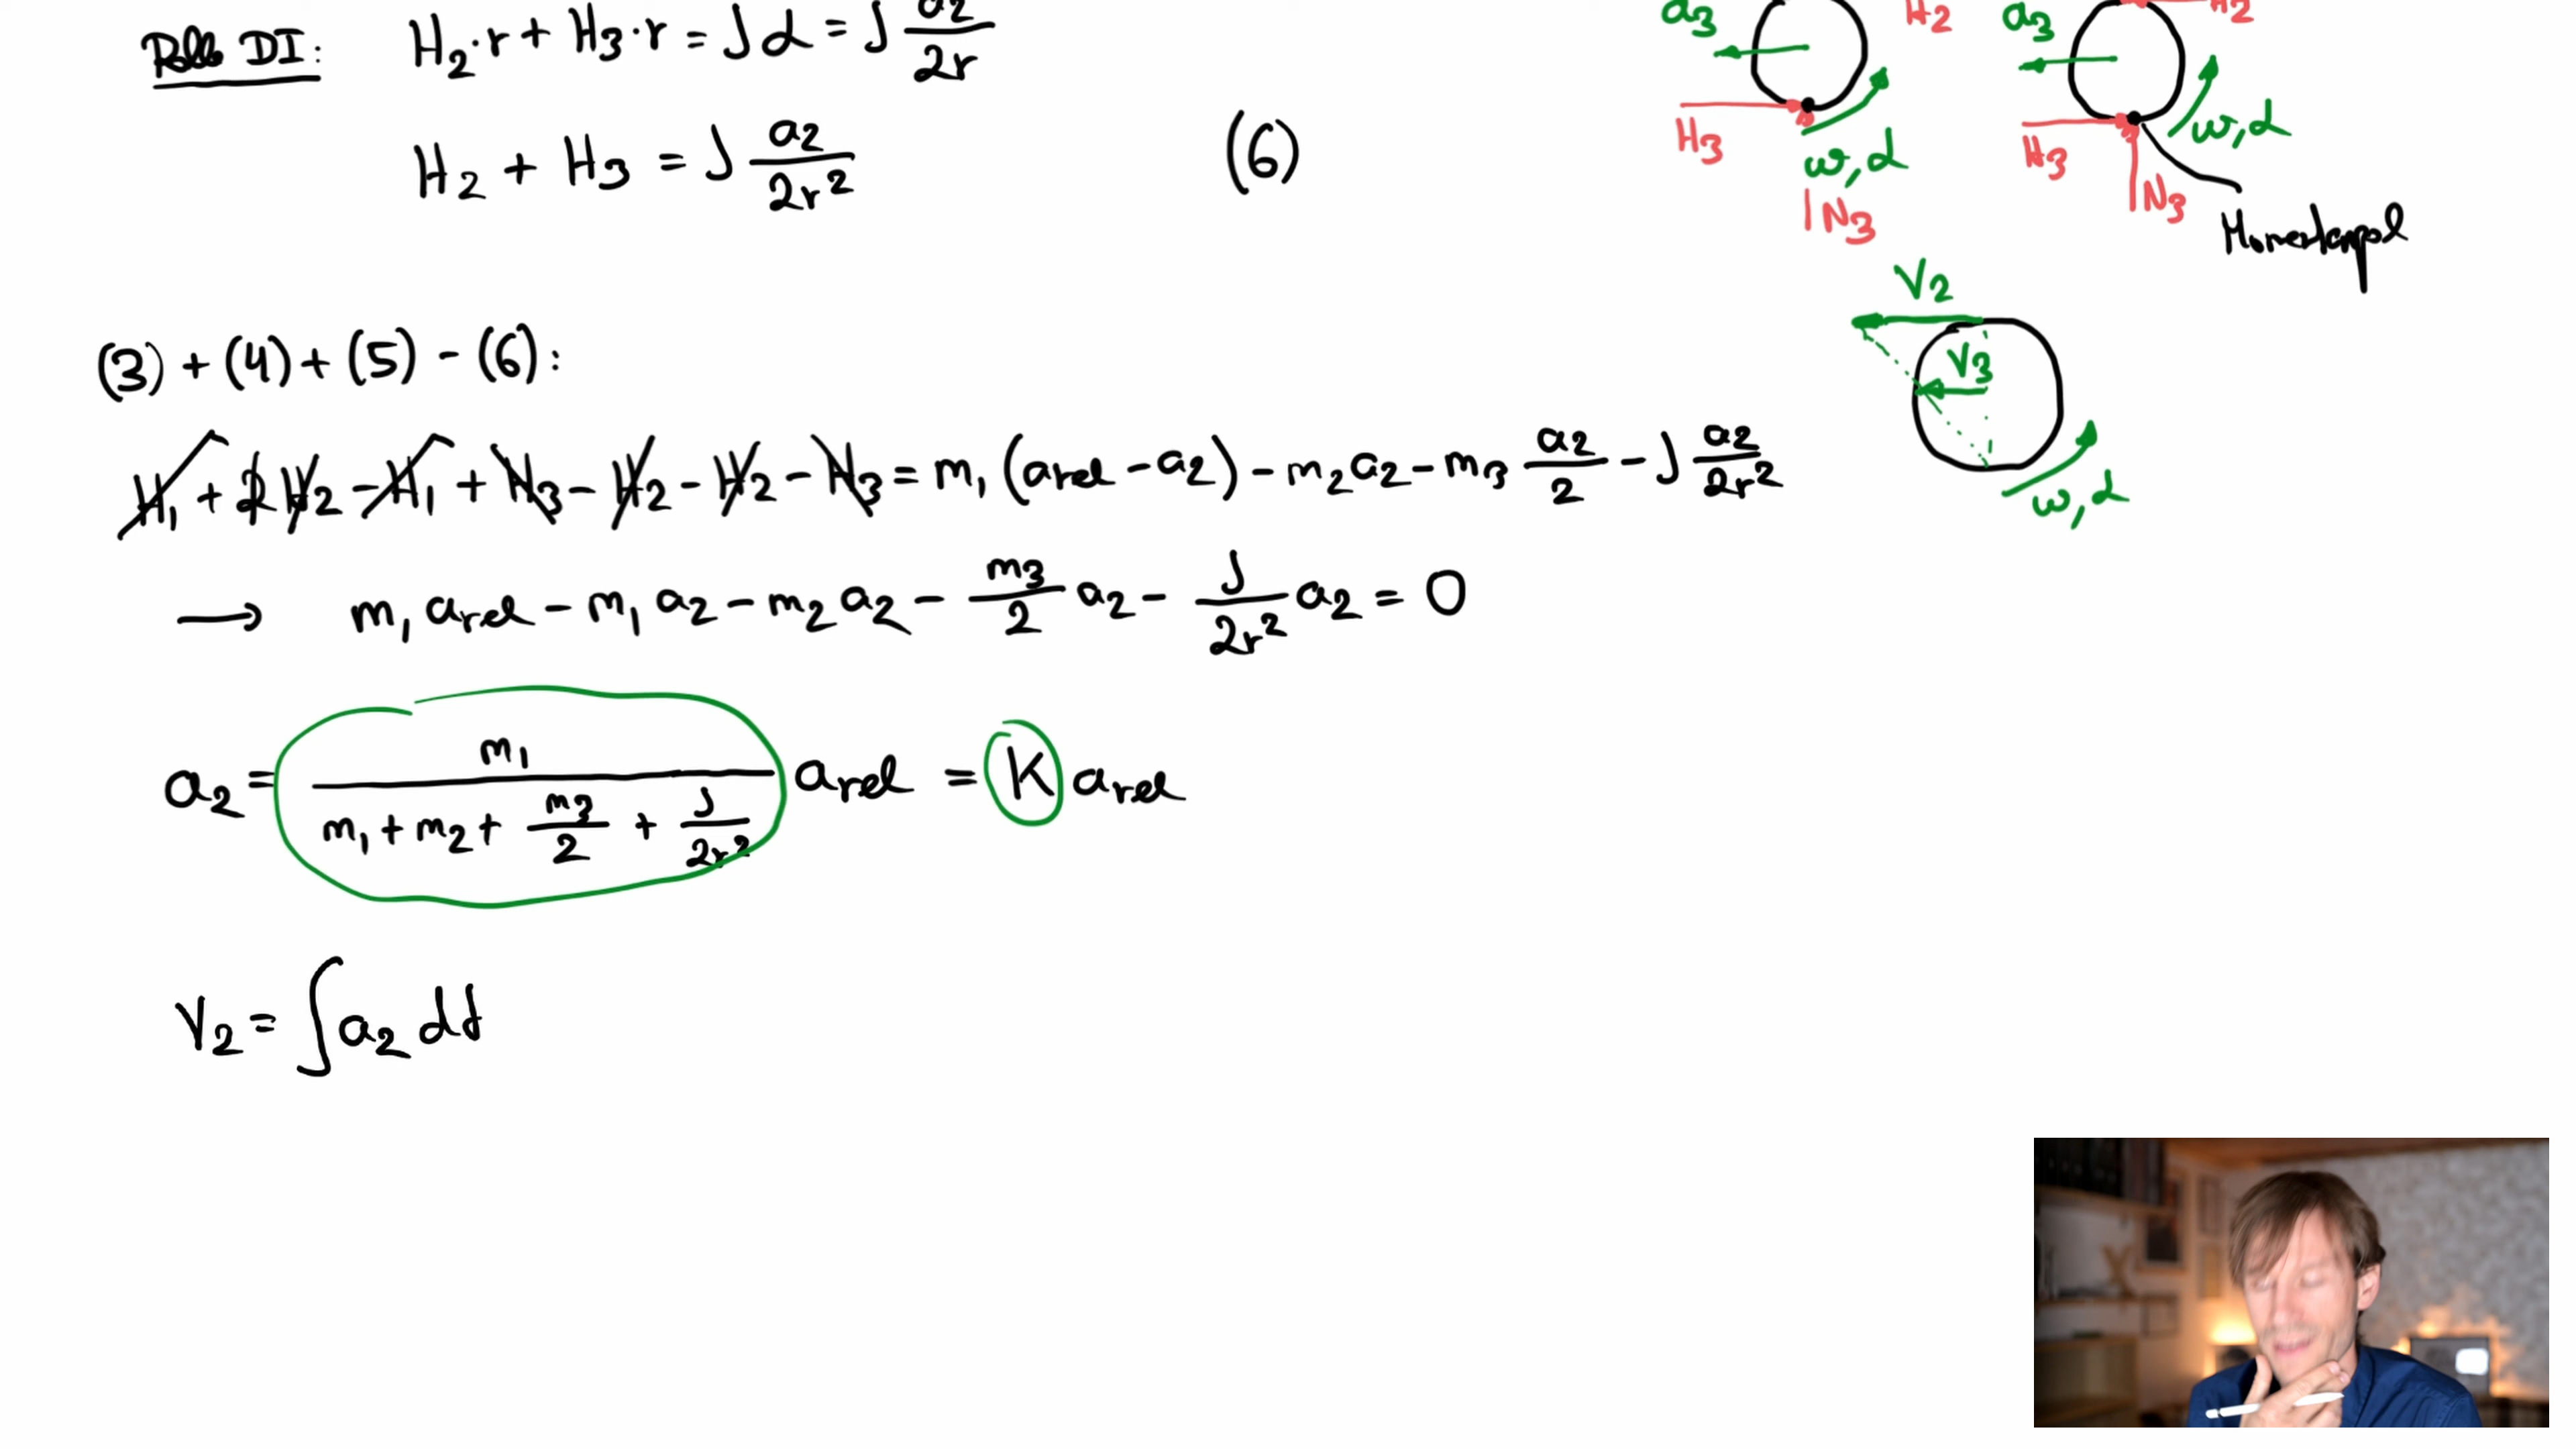 Rolle DI: H₂·r + H₃·r = Jα = J a₂/2r
H₂ + H₃ = J a₂/2r² (6)
(3) + (4) + (5) - (6):
H₁ + 2H₂ - H₁ + H₃ - H₂ - H₂ - H₃ = m₁(arel - a₂) - m₂a₂ - m₃ a₂/2 - J a₂/2r²
→ m₁ arel - m₁ a₂ - m₂ a₂ - m₃/2 a₂ - J/2r² a₂ = 0
a₂ = m₁/(m₁ + m₂ + m₃/2 + J/2r²) arel = K arel
V₂ = ∫a₂ dt
a₃ H₂
H₃ ω,α
N₃
a₃ H₂
H₃ ω,α
N₃
Momentanpol
V₂
V₃
ω,α